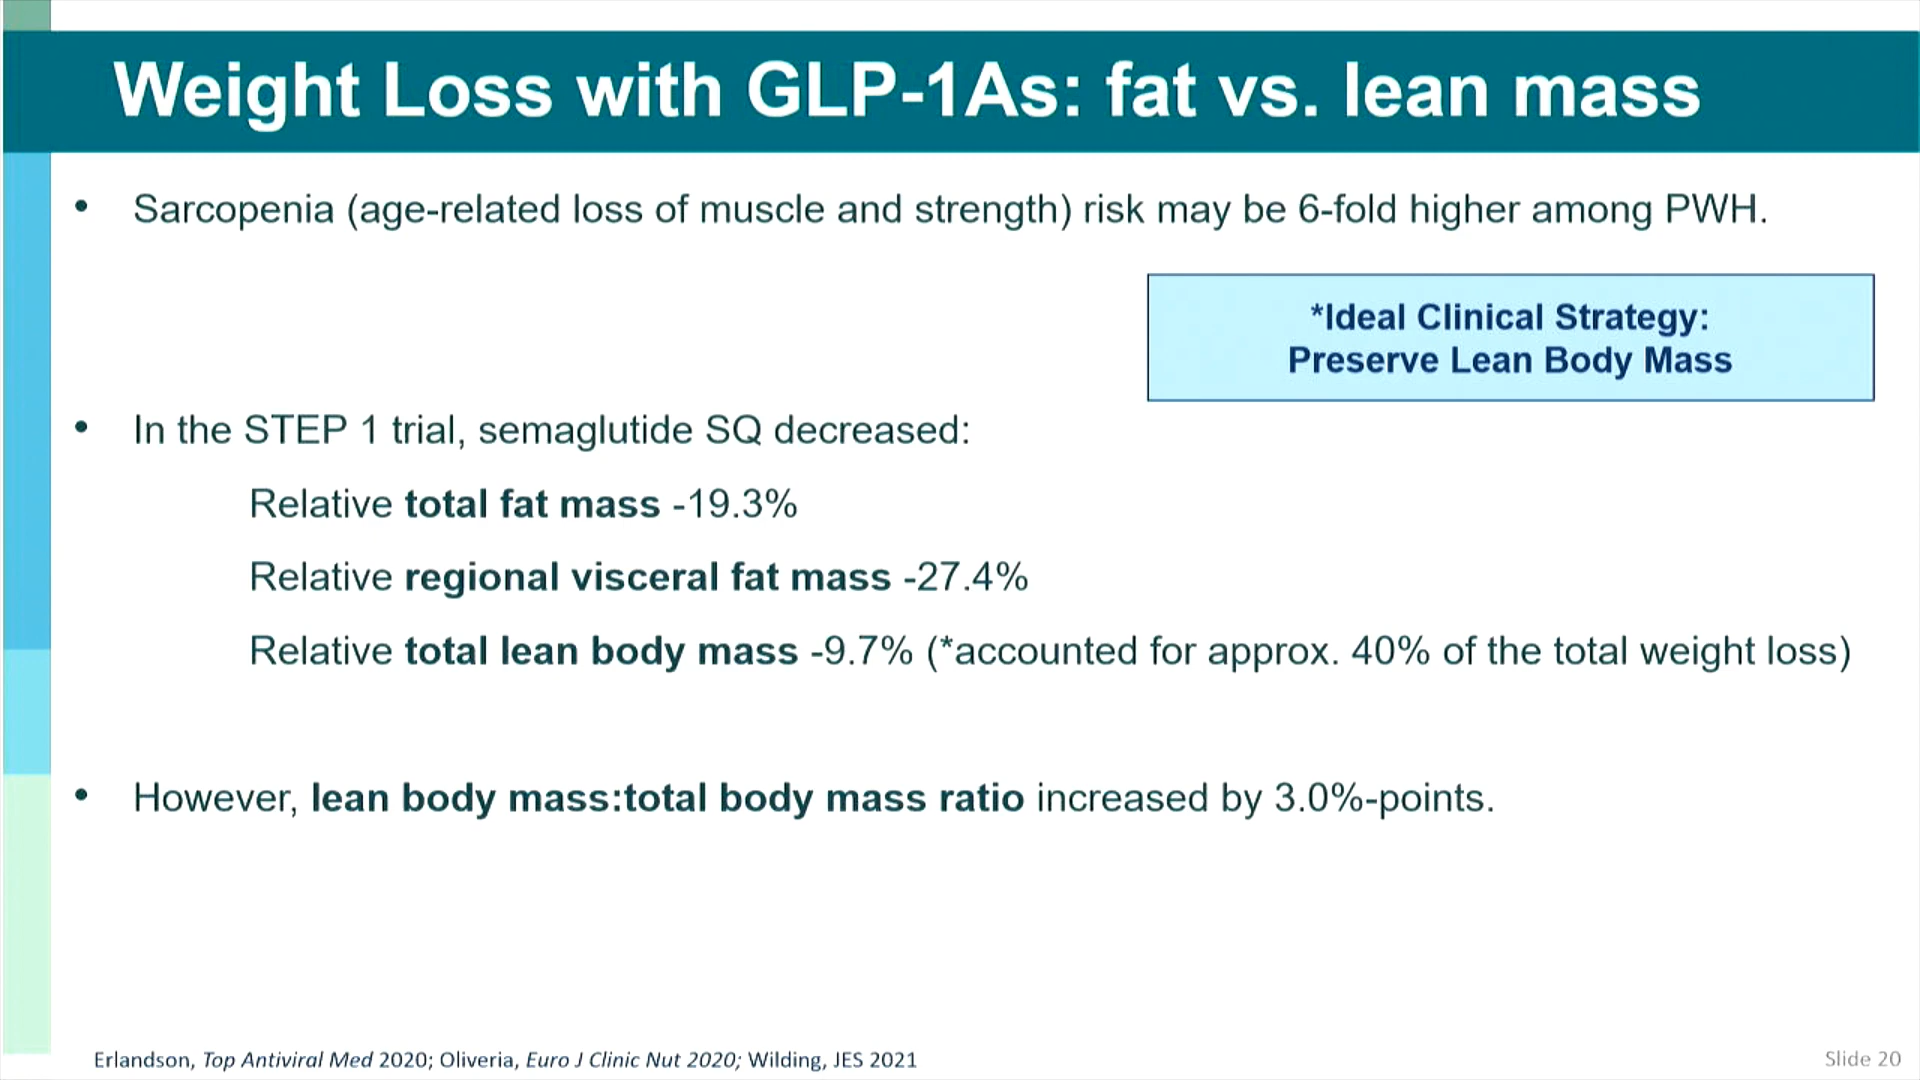 Weight Loss with GLP-1As: fat vs. lean mass
• Sarcopenia (age-related loss of muscle and strength) risk may be 6-fold higher among PWH.
*Ideal Clinical Strategy:
Preserve Lean Body Mass
• In the STEP 1 trial, semaglutide SQ decreased:
Relative total fat mass -19.3%
Relative regional visceral fat mass -27.4%
Relative total lean body mass -9.7% (*accounted for approx. 40% of the total weight loss)
• However, lean body mass:total body mass ratio increased by 3.0%-points.
Erlandson, Top Antiviral Med 2020; Oliveria, Euro J Clinic Nut 2020; Wilding, JES 2021
Slide 20